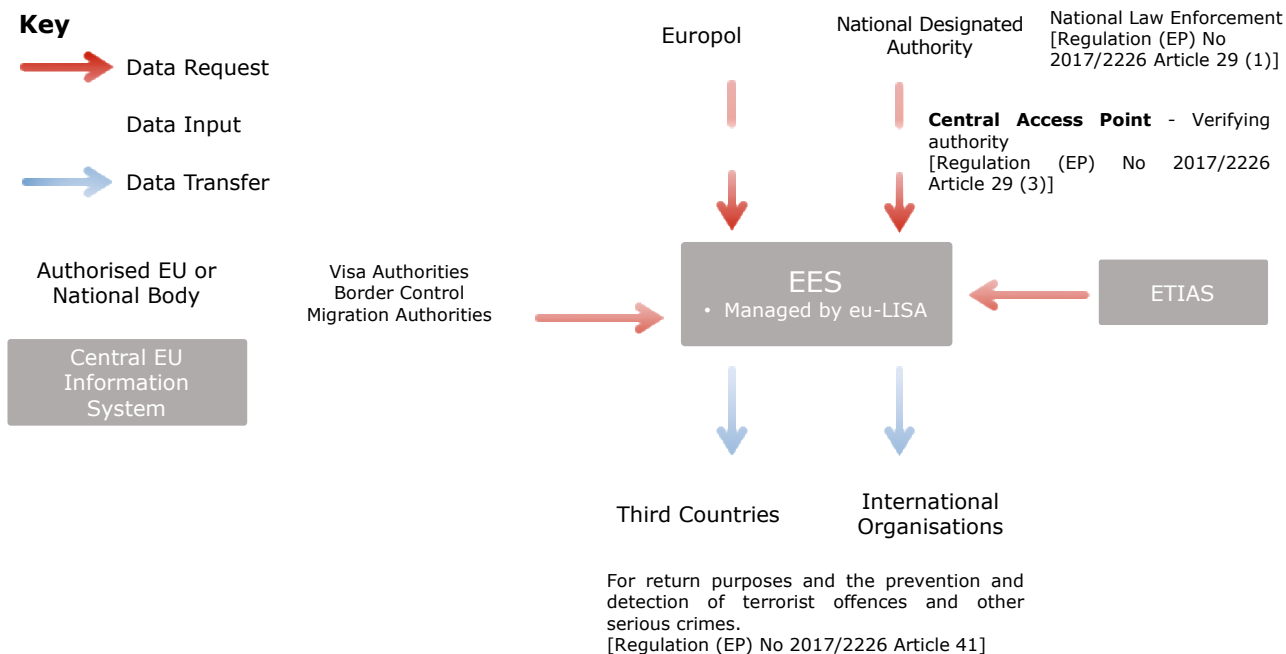 Key
Data Request
Data Input
Data Transfer
Authorised EU or
National Body
Central EU
Information
System
Europol
National Designated
Authority
National Law Enforcement
[Regulation (EP) No
2017/2226 Article 29 (1)]
Central Access Point - Verifying
authority
[Regulation (EP) No 2017/2226
Article 29 (3)]
Visa Authorities
Border Control
Migration Authorities
EES
• Managed by eu-LISA
ETIAS
Third Countries
International
Organisations
For return purposes and the prevention and
detection of terrorist offences and other
serious crimes.
[Regulation (EP) No 2017/2226 Article 41]